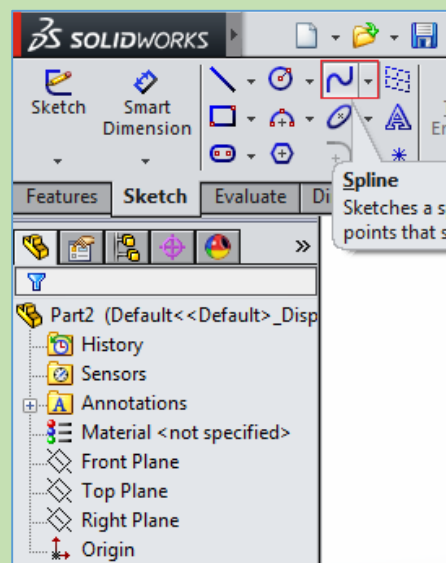 SOLIDWORKS
Sketch
Smart
Dimension
Features
Sketch
Evaluate
Spline
Sketches a s
points that s
»
Part2 (Default<<Default>_Disp
History
Sensors
A Annotations
Material <not specified>
Front Plane
Top Plane
Right Plane
Origin